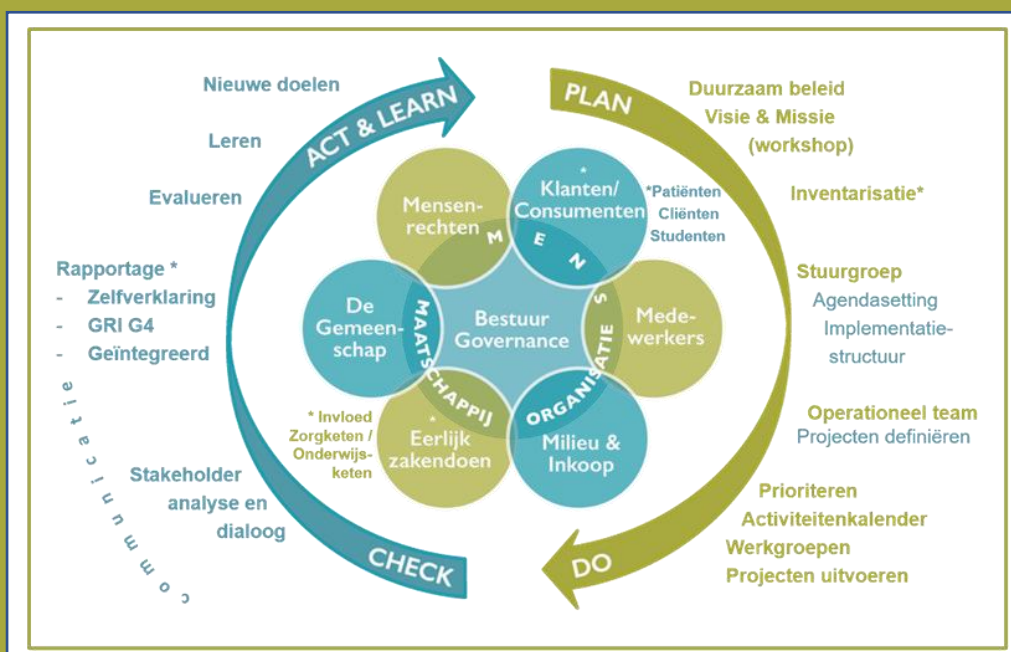 ACT & LEARN
PLAN
DO
CHECK
Nieuwe doelen
Leren
Evalueren
Rapportage *
- Zelfverklaring
- GRI G4
- Geïntegreerd
communicatie
Stakeholder
analyse en
dialoog
Duurzaam beleid
Visie & Missie
(workshop)
Inventarisatie*
Stuurgroep
Agendasetting
Implementatie-
structuur
Operationeel team
Projecten definiëren
Prioriteren
Activiteitenkalender
Werkgroepen
Projecten uitvoeren
Mensen-
rechten
*
Klanten/
Consumenten
*Patiënten
Cliënten
Studenten
De
Gemeen-
schap
Bestuur
Governance
Mede-
werkers
* Invloed
Zorgketen /
Onderwijs-
keten
*
Eerlijk
zakendoen
Milieu &
Inkoop
MENS
ORGANISATIE
MAATSCHAPPIJ